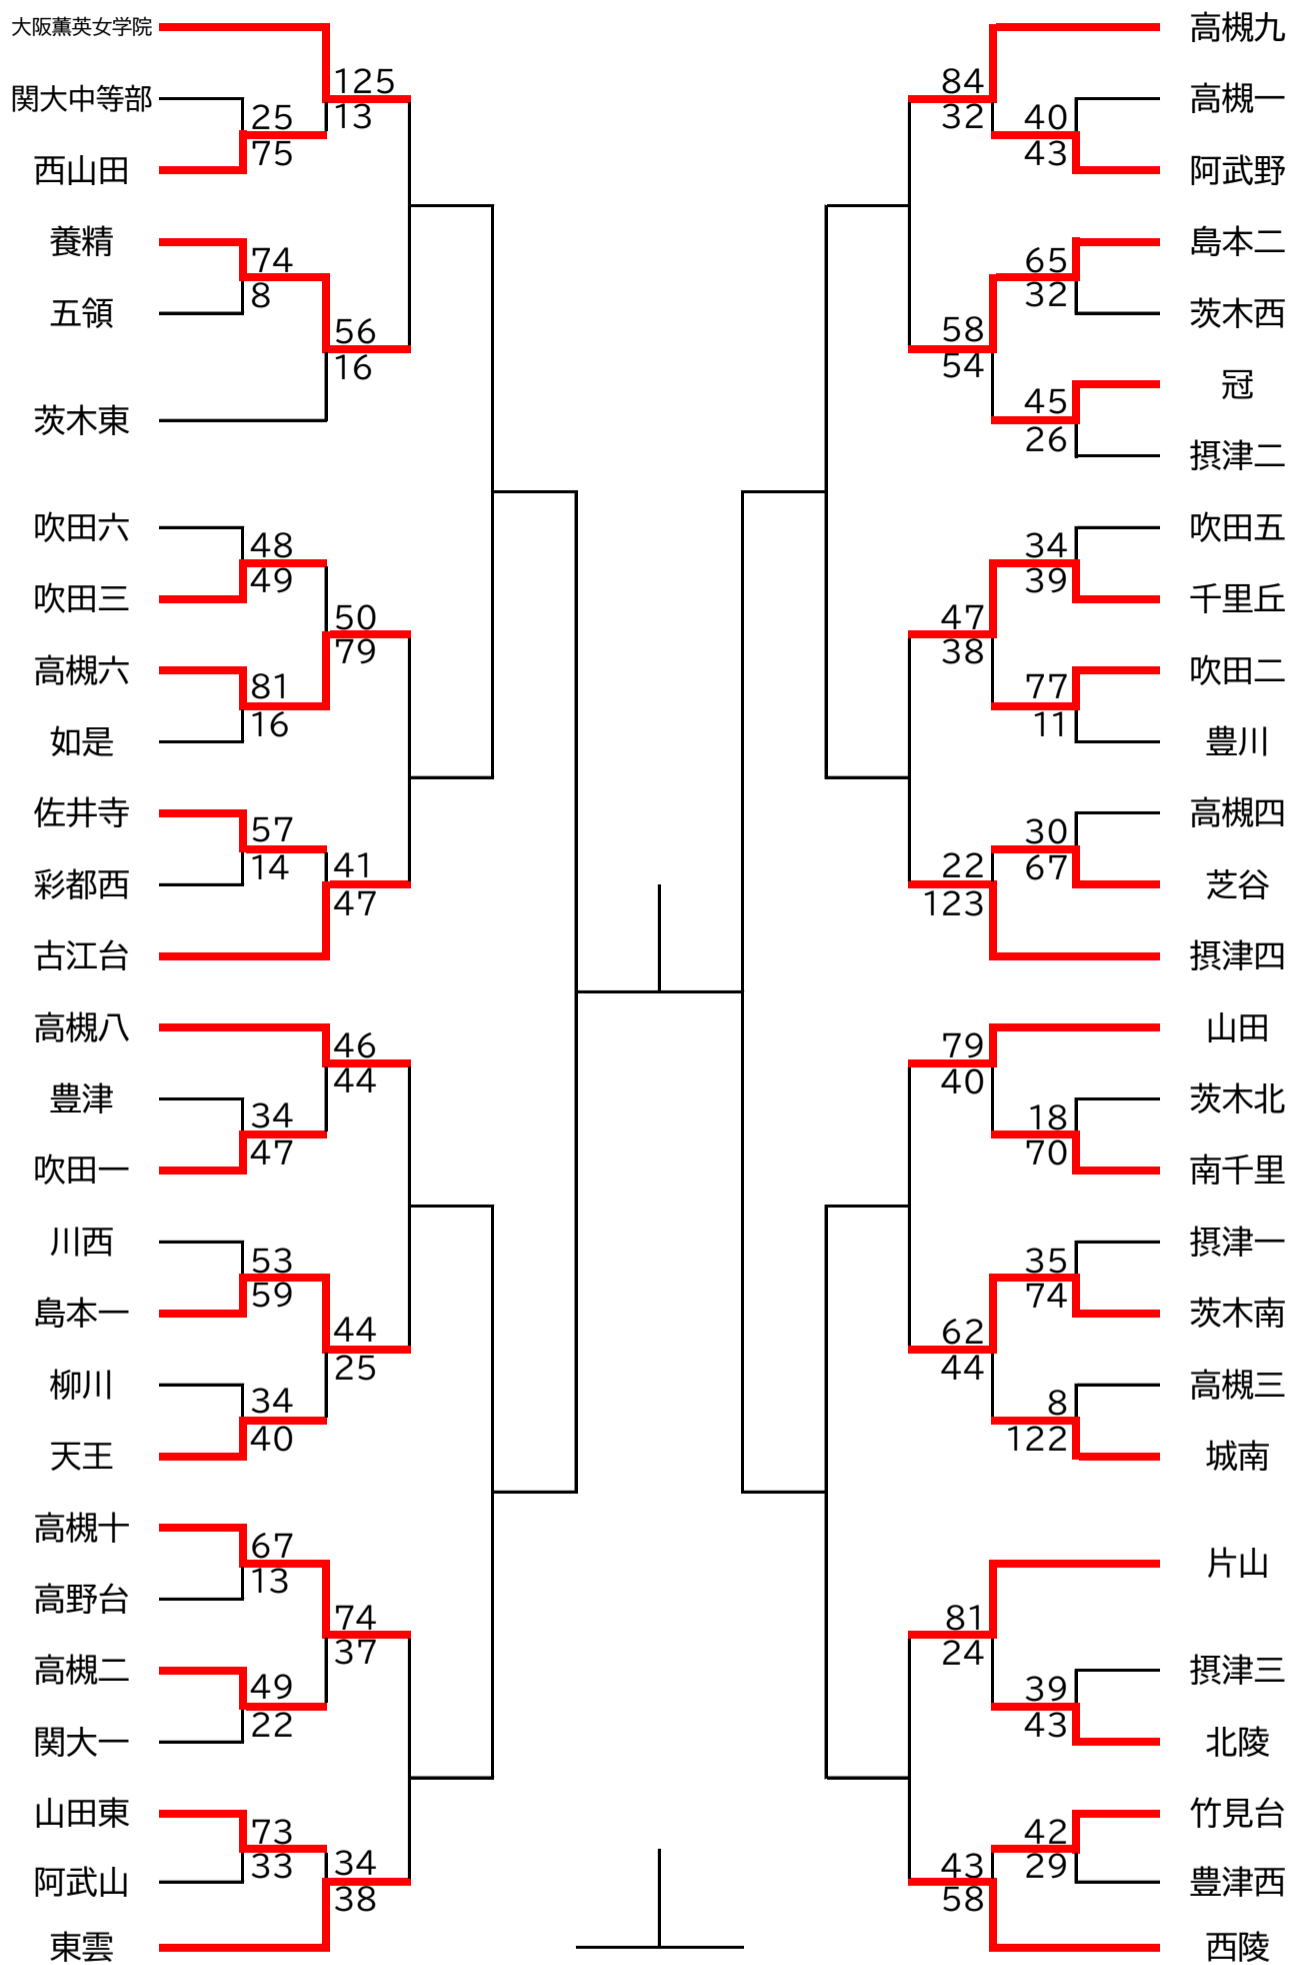 大阪薫英女学院
関大中等部
西山田
養精
五領
茨木東
吹田六
吹田三
高槻六
如是
佐井寺
彩都西
古江台
高槻八
豊津
吹田一
川西
島本一
柳川
天王
高槻十
高野台
高槻二
関大一
山田東
阿武山
東雲
25
75
74
8
48
49
81
16
57
14
34
47
53
59
34
40
67
13
49
22
73
33
125
13
56
16
50
79
41
47
46
44
44
25
74
37
34
38
84
32
58
54
47
38
22
123
79
40
62
44
81
24
43
58
40
43
65
32
45
26
34
39
77
11
30
67
18
70
35
74
8
122
39
43
42
29
高槻九
高槻一
阿武野
島本二
茨木西
冠
摂津二
吹田五
千里丘
吹田二
豊川
高槻四
芝谷
摂津四
山田
茨木北
南千里
摂津一
茨木南
高槻三
城南
片山
摂津三
北陵
竹見台
豊津西
西陵